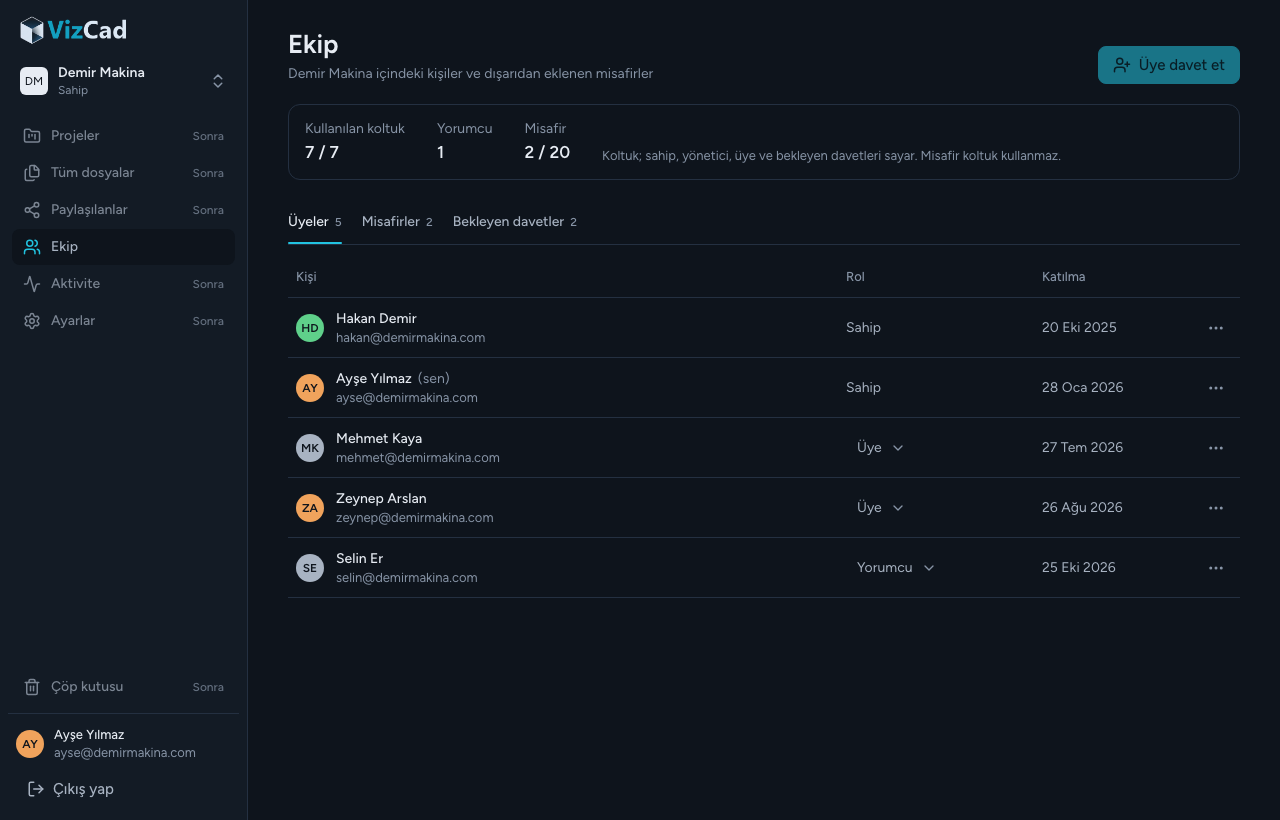 VizCad
DM
Demir Makina
Sahip
Projeler Sonra
Tüm dosyalar Sonra
Paylaşılanlar Sonra
Ekip
Aktivite Sonra
Ayarlar Sonra
Çöp kutusu Sonra
AY
Ayşe Yılmaz
ayse@demirmakina.com
Çıkış yap
Ekip
Demir Makina içindeki kişiler ve dışarıdan eklenen misafirler
Üye davet et
Kullanılan koltuk Yorumcu Misafir
7 / 7 1 2 / 20 Koltuk; sahip, yönetici, üye ve bekleyen davetleri sayar. Misafir koltuk kullanmaz.
Üyeler 5 Misafirler 2 Bekleyen davetler 2
Kişi Rol Katılma
HD Hakan Demir Sahip 20 Eki 2025
hakan@demirmakina.com
AY Ayşe Yılmaz (sen) Sahip 28 Oca 2026
ayse@demirmakina.com
MK Mehmet Kaya Üye 27 Tem 2026
mehmet@demirmakina.com
ZA Zeynep Arslan Üye 26 Ağu 2026
zeynep@demirmakina.com
SE Selin Er Yorumcu 25 Eki 2026
selin@demirmakina.com